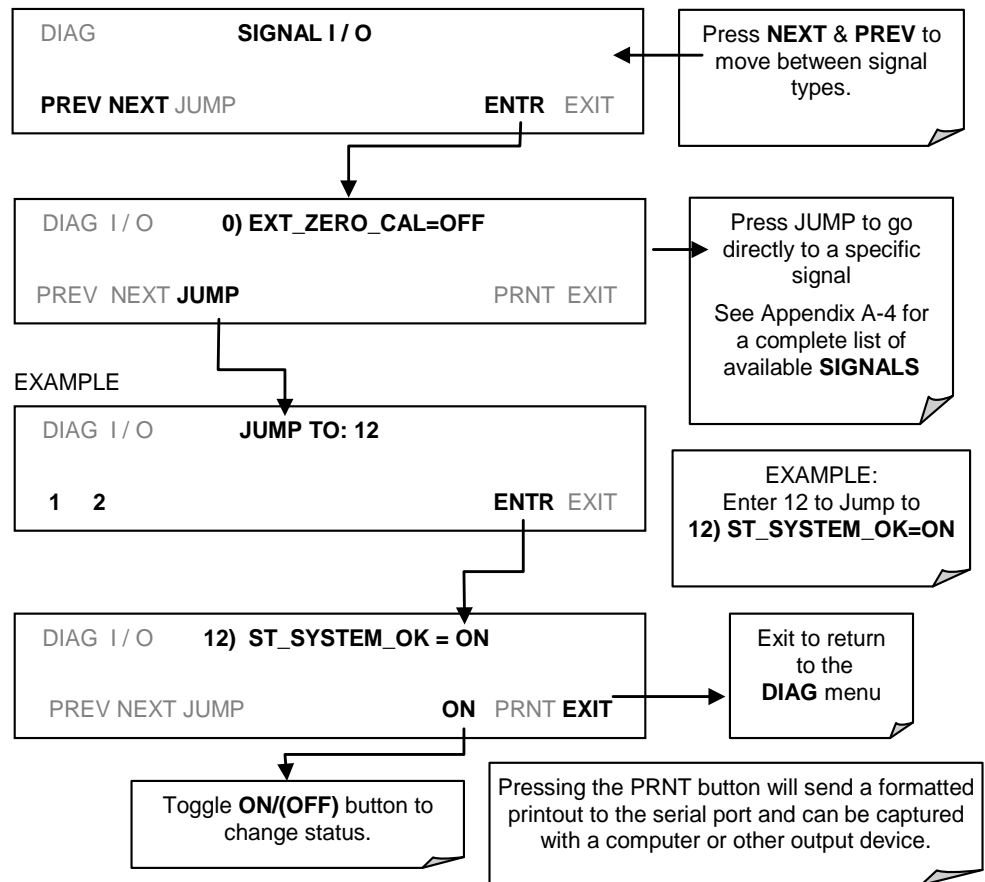 DIAG SIGNAL I / O
PREV NEXT JUMP ENTR EXIT
Press NEXT & PREV to
move between signal
types.
DIAG I / O 0) EXT_ZERO_CAL=OFF
PREV NEXT JUMP PRNT EXIT
Press JUMP to go
directly to a specific
signal
See Appendix A-4 for
a complete list of
available SIGNALS
EXAMPLE
DIAG I / O JUMP TO: 12
1 2 ENTR EXIT
EXAMPLE:
Enter 12 to Jump to
12) ST_SYSTEM_OK=ON
DIAG I / O 12) ST_SYSTEM_OK = ON
PREV NEXT JUMP ON PRNT EXIT
Exit to return
to the
DIAG menu
Toggle ON/(OFF) button to
change status.
Pressing the PRNT button will send a formatted
printout to the serial port and can be captured
with a computer or other output device.